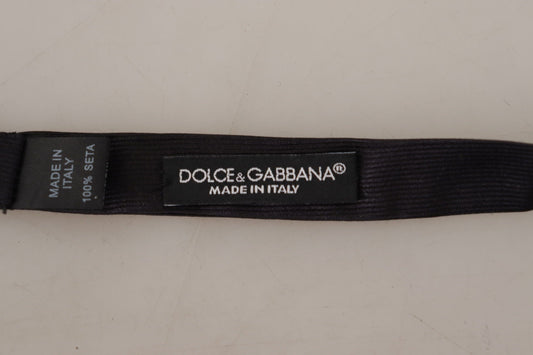 MADE IN
ITALY
100% SETA
DOLCE & GABBANA®
MADE IN ITALY